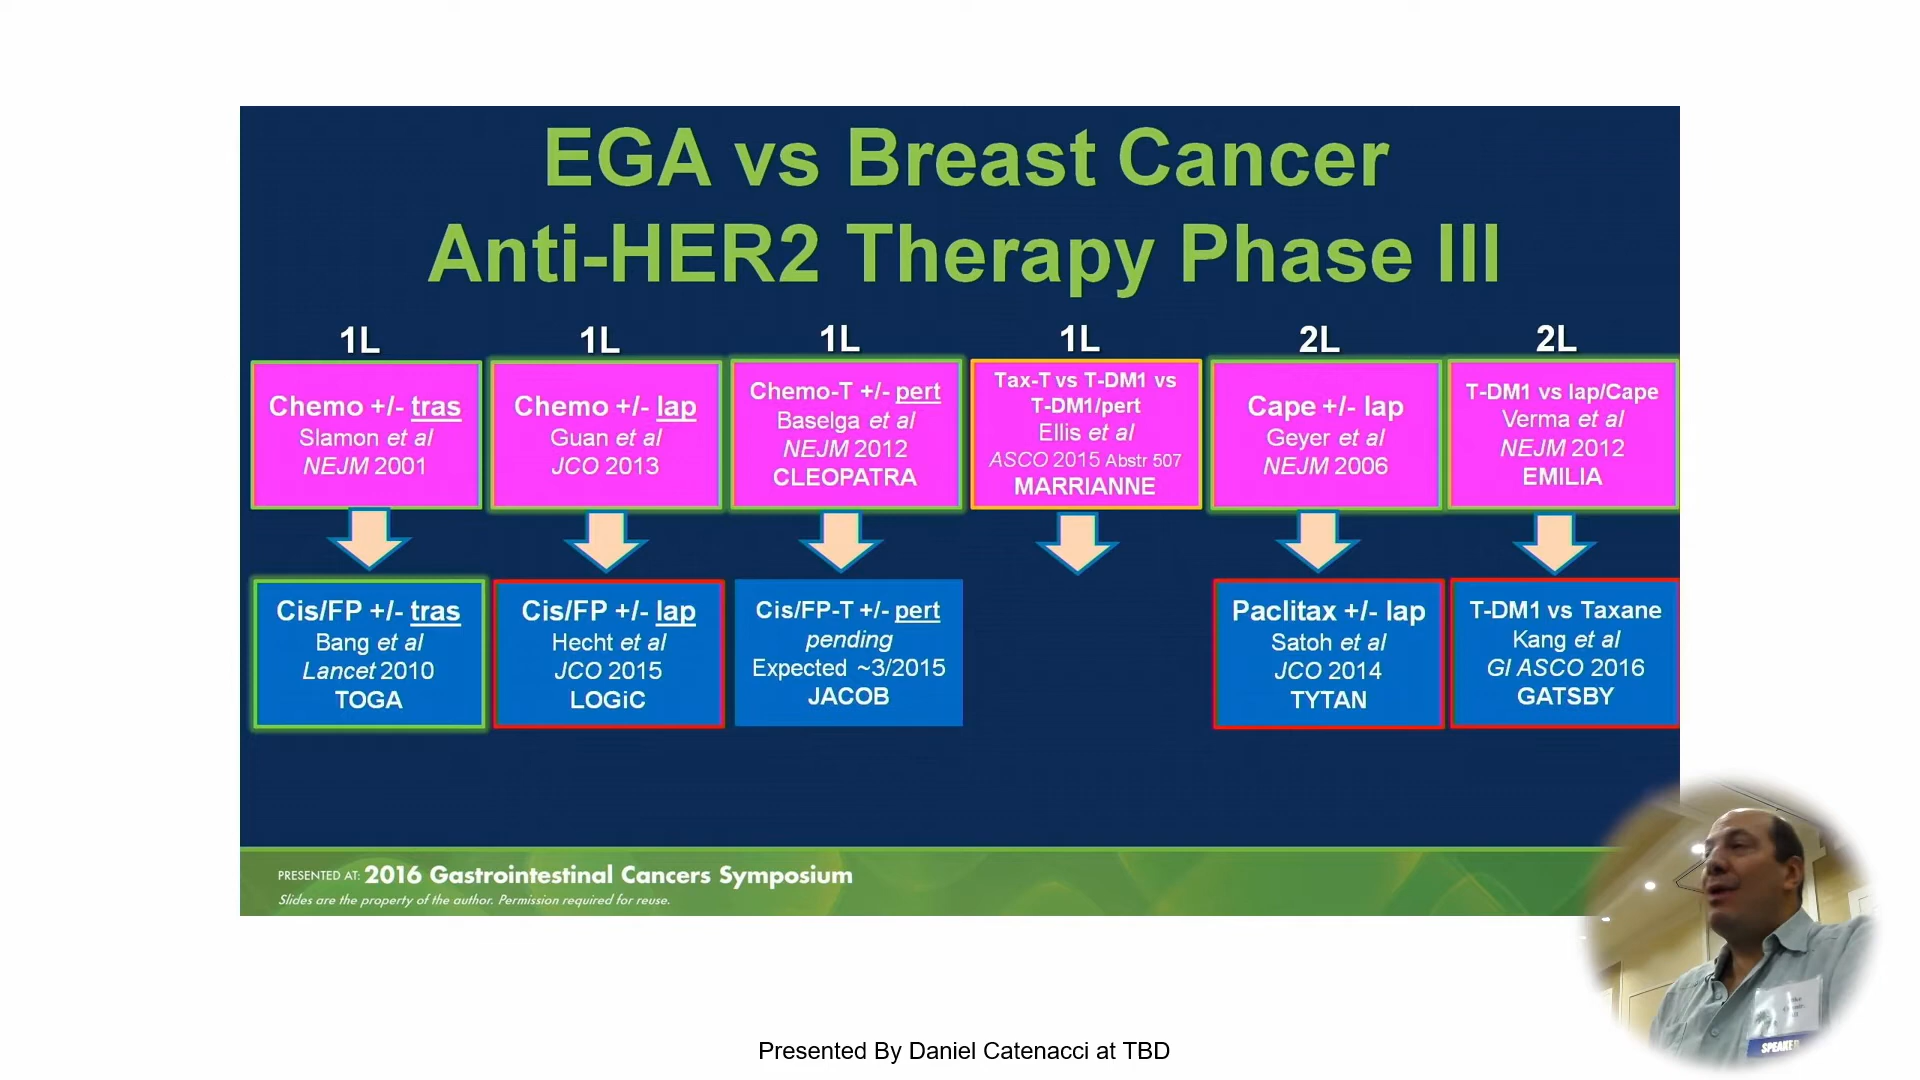 EGA vs Breast Cancer
Anti-HER2 Therapy Phase III
1L
1L
1L
1L
2L
2L
Chemo +/- tras
Slamon et al
NEJM 2001
Chemo +/- lap
Guan et al
JCO 2013
Chemo-T +/- pert
Baselga et al
NEJM 2012
CLEOPATRA
Tax-T vs T-DM1 vs
T-DM1/pert
Ellis et al
ASCO 2015 Abstr 507
MARRIANNE
Cape +/- lap
Geyer et al
NEJM 2006
T-DM1 vs lap/Cape
Verma et al
NEJM 2012
EMILIA
Cis/FP +/- tras
Bang et al
Lancet 2010
TOGA
Cis/FP +/- lap
Hecht et al
JCO 2015
LOGiC
Cis/FP-T +/- pert
pending
Expected ~3/2015
JACOB
Paclitax +/- lap
Satoh et al
JCO 2014
TYTAN
T-DM1 vs Taxane
Kang et al
GI ASCO 2016
GATSBY
PRESENTED AT: 2016 Gastrointestinal Cancers Symposium
Slides are the property of the author. Permission required for reuse.
Presented By Daniel Catenacci at TBD